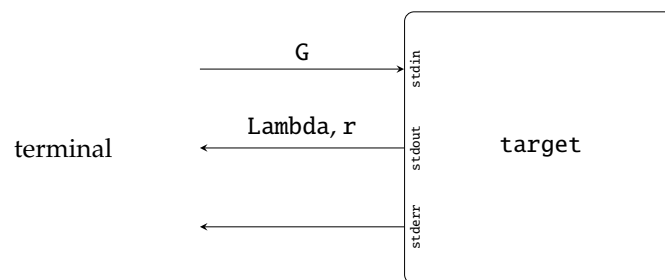 G
stdin
Lambda, r
terminal
stdout
target
stderr